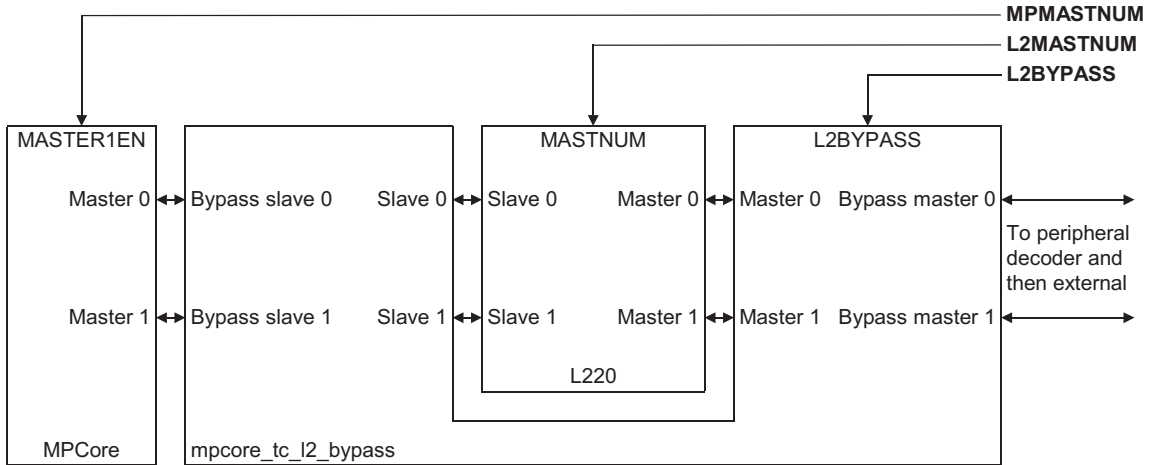 MPMASTNUM
L2MASTNUM
L2BYPASS
MASTER1EN
MASTNUM
L2BYPASS
Master 0
Bypass slave 0
Slave 0
Slave 0
Master 0
Master 0
Bypass master 0
To peripheral
decoder and
then external
Master 1
Bypass slave 1
Slave 1
Slave 1
Master 1
Master 1
Bypass master 1
L220
MPCore
mpcore_tc_l2_bypass